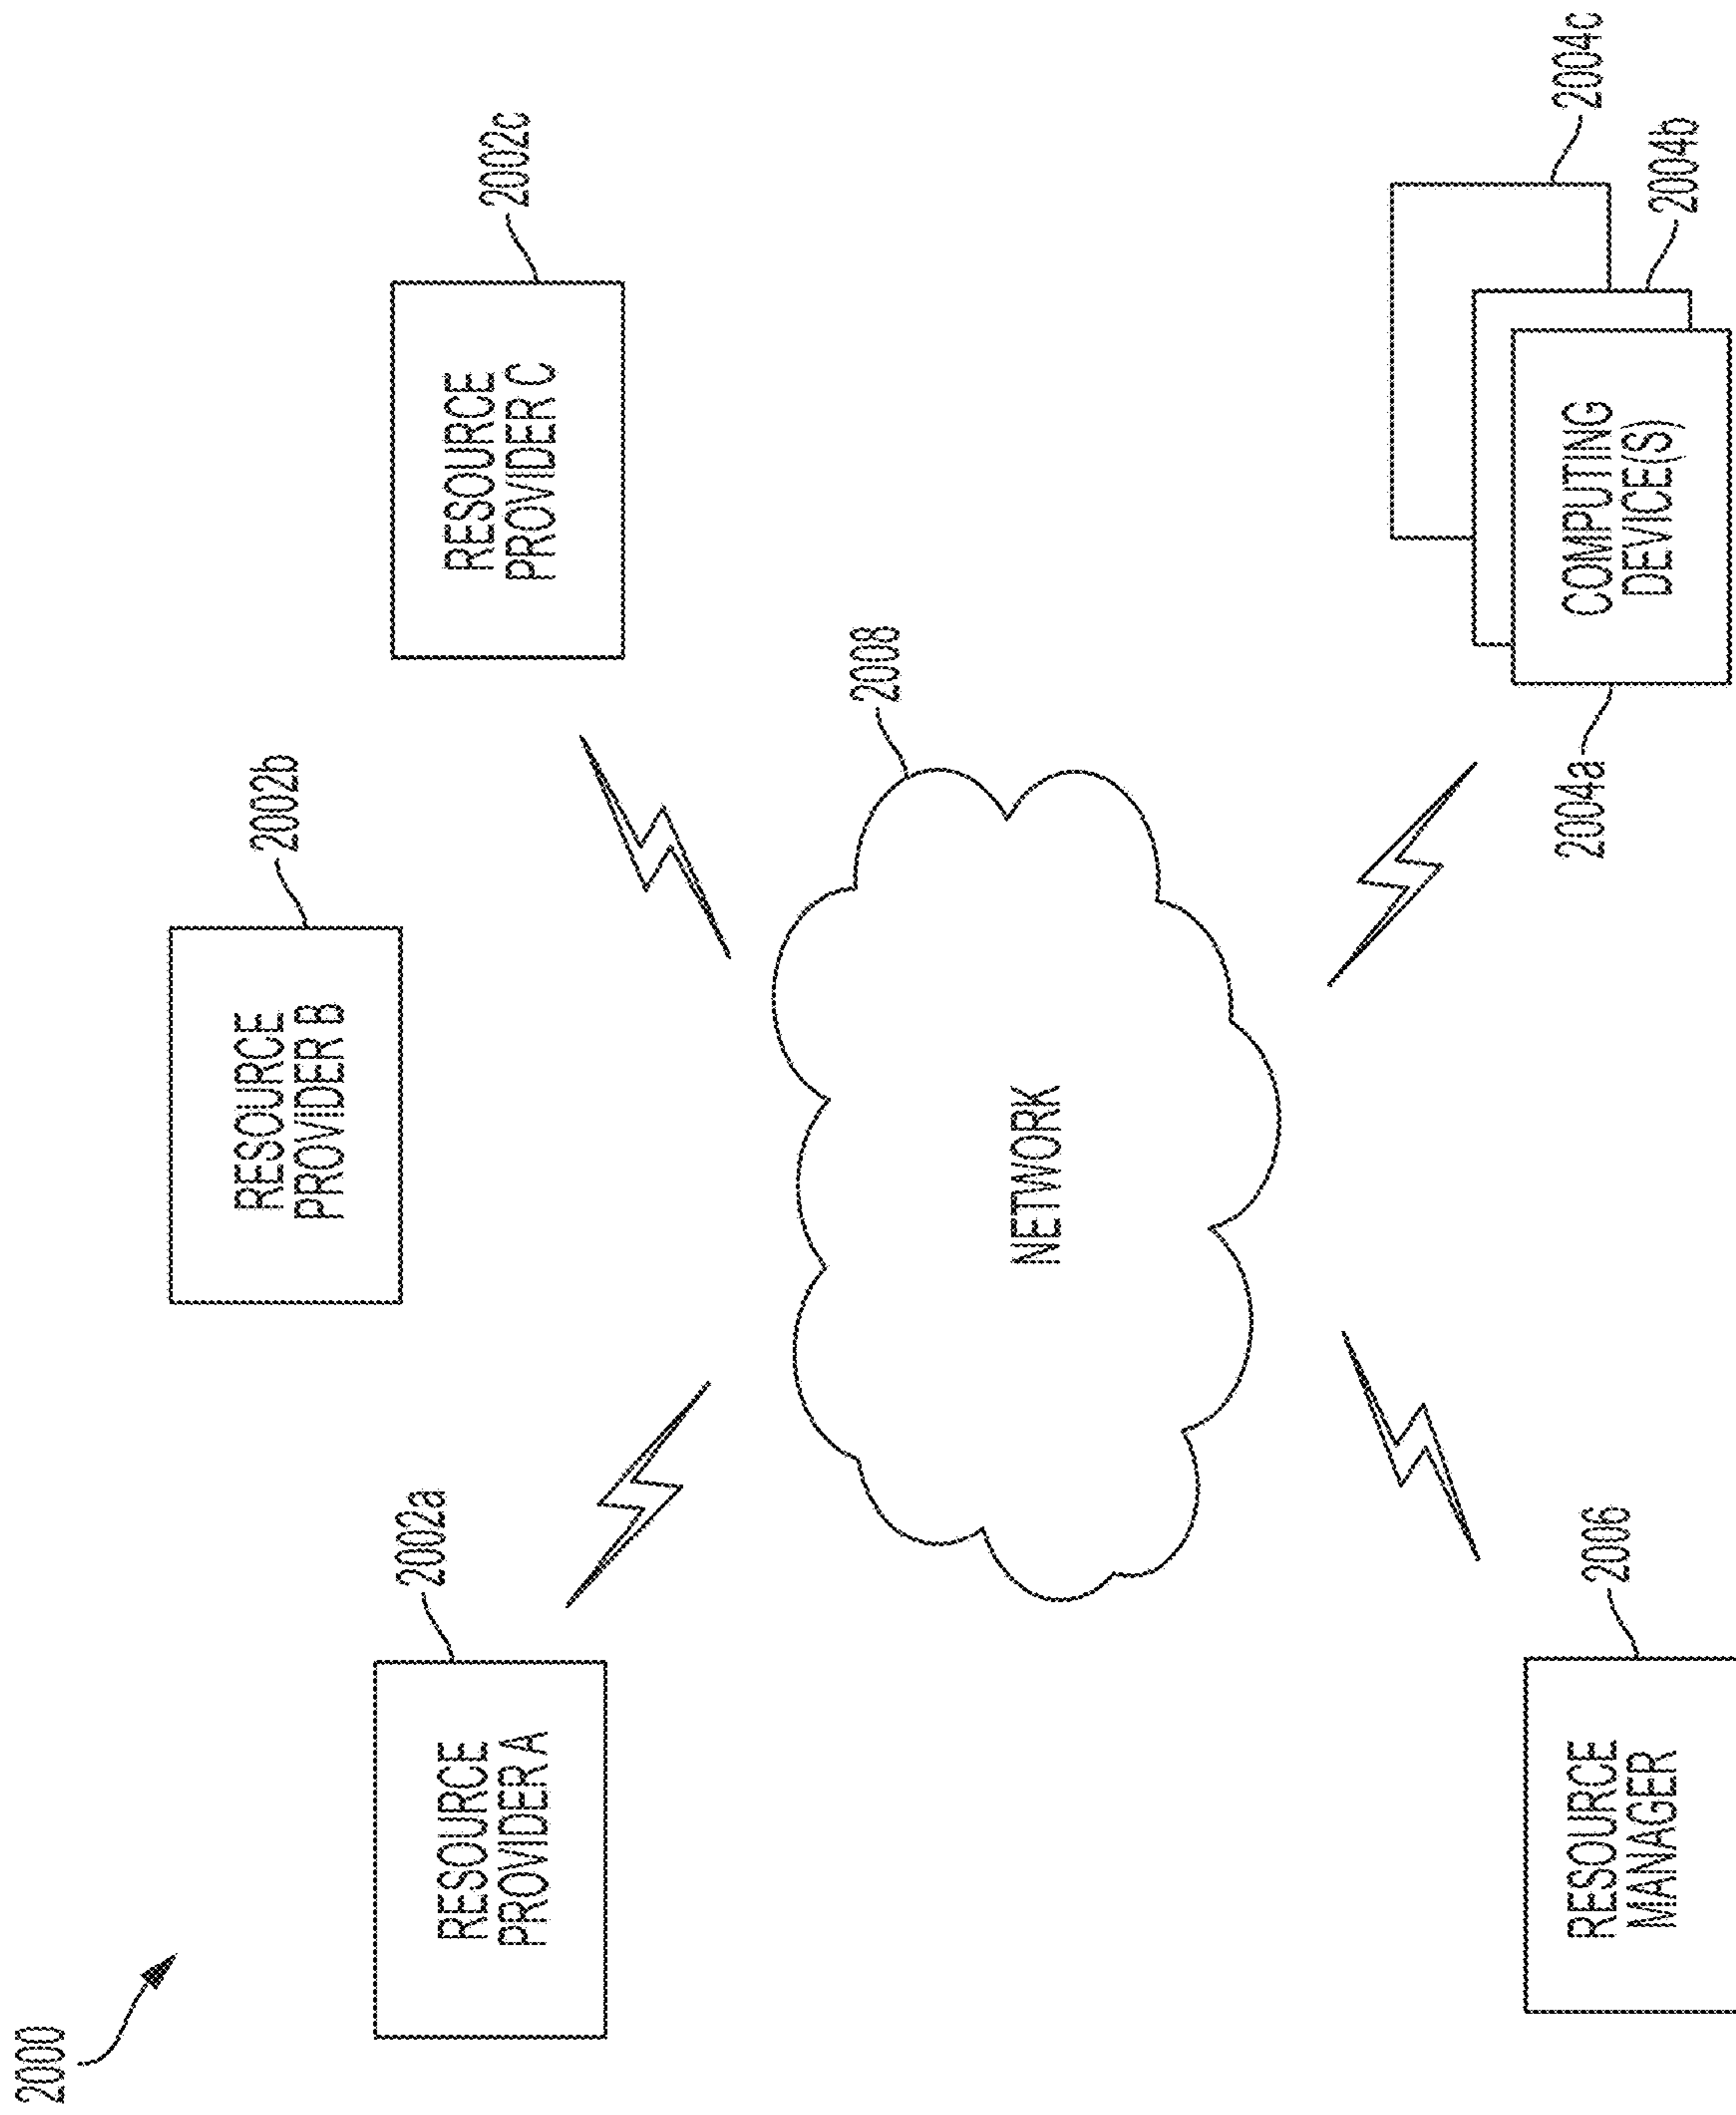 2000
2002b
RESOURCE
PROVIDER B
2002a
RESOURCE
PROVIDER A
2002c
RESOURCE
PROVIDER C
2008
NETWORK
2006
RESOURCE
MANAGER
2004a
COMPUTING
DEVICE(S)
2004b
2004c